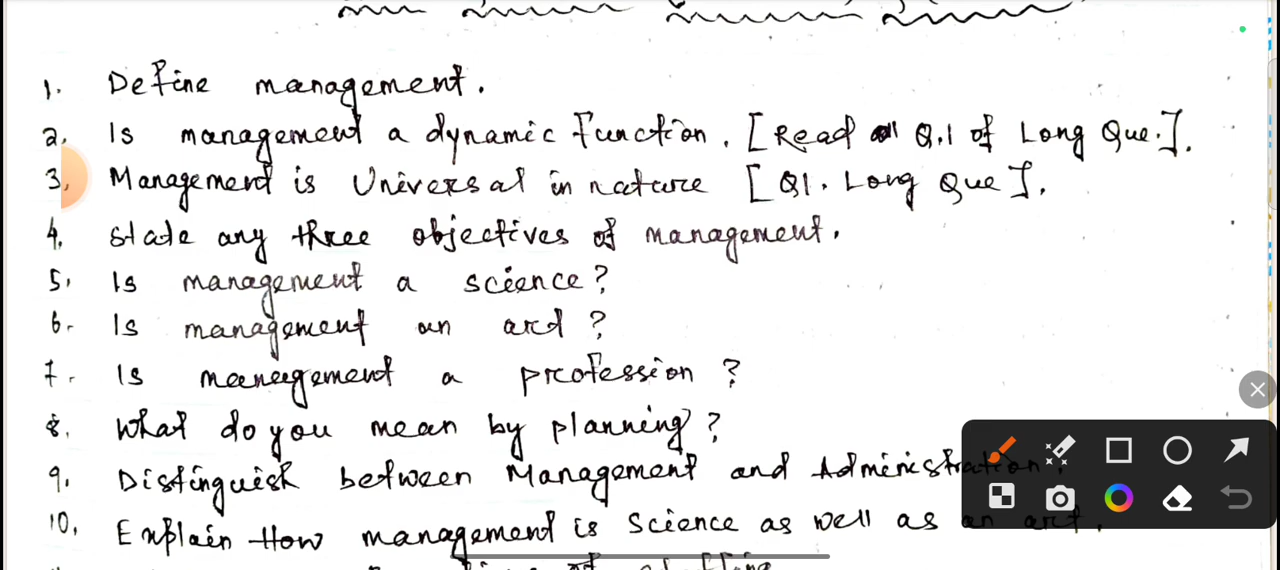 1. Define management.
2. Is management a dynamic function. [Read Q.1 of Long Que.].
3. Management is Universal in nature [Q1. Long Que].
4. State any three objectives of management.
5. Is management a science?
6. Is management an art?
7. Is management a profession?
8. What do you mean by planning?
9. Distinguish between Management and Administration.
10. Explain How management is Science as well as an art.